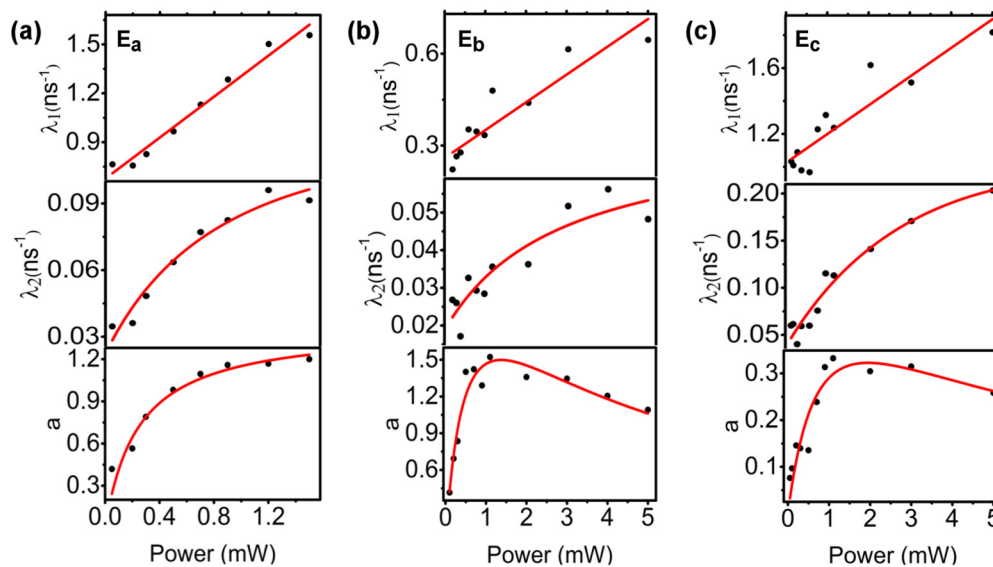 (a)
Eₐ
λ₁(ns⁻¹)
1.5
1.2
0.9
λ₂(ns⁻¹)
0.09
0.06
0.03
a
1.2
0.9
0.6
0.3
0.0 0.4 0.8 1.2
Power (mW)
(b)
E_b
λ₁(ns⁻¹)
0.6
0.3
λ₂(ns⁻¹)
0.05
0.04
0.03
0.02
a
1.5
1.2
0.9
0.6
0 1 2 3 4 5
Power (mW)
(c)
E_c
λ₁(ns⁻¹)
1.6
1.2
λ₂(ns⁻¹)
0.20
0.15
0.10
0.05
a
0.3
0.2
0.1
0 1 2 3 4 5
Power (mW)